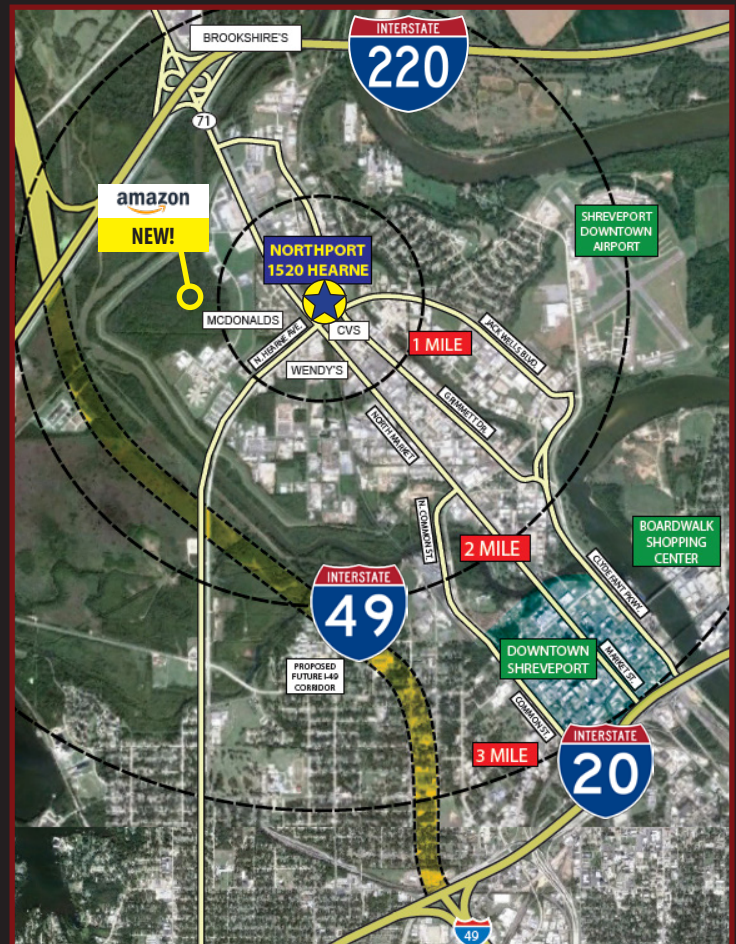 BROOKSHIRE'S
INTERSTATE
220
71
amazon
NEW!
SHREVEPORT
DOWNTOWN
AIRPORT
NORTHPORT
1520 HEARNE
MCDONALDS
CVS
N. HEARNE AVE.
1 MILE
JACK WELLS BLVD.
WENDY'S
GRIMMETT DR.
NORTH MARKET
N. COMMON ST.
2 MILE
BOARDWALK
SHOPPING
CENTER
INTERSTATE
49
CLYDE FANT PKWY.
DOWNTOWN
SHREVEPORT
MARKET ST.
PROPOSED
FUTURE I-49
CORRIDOR
COMMON ST.
3 MILE
INTERSTATE
20
49